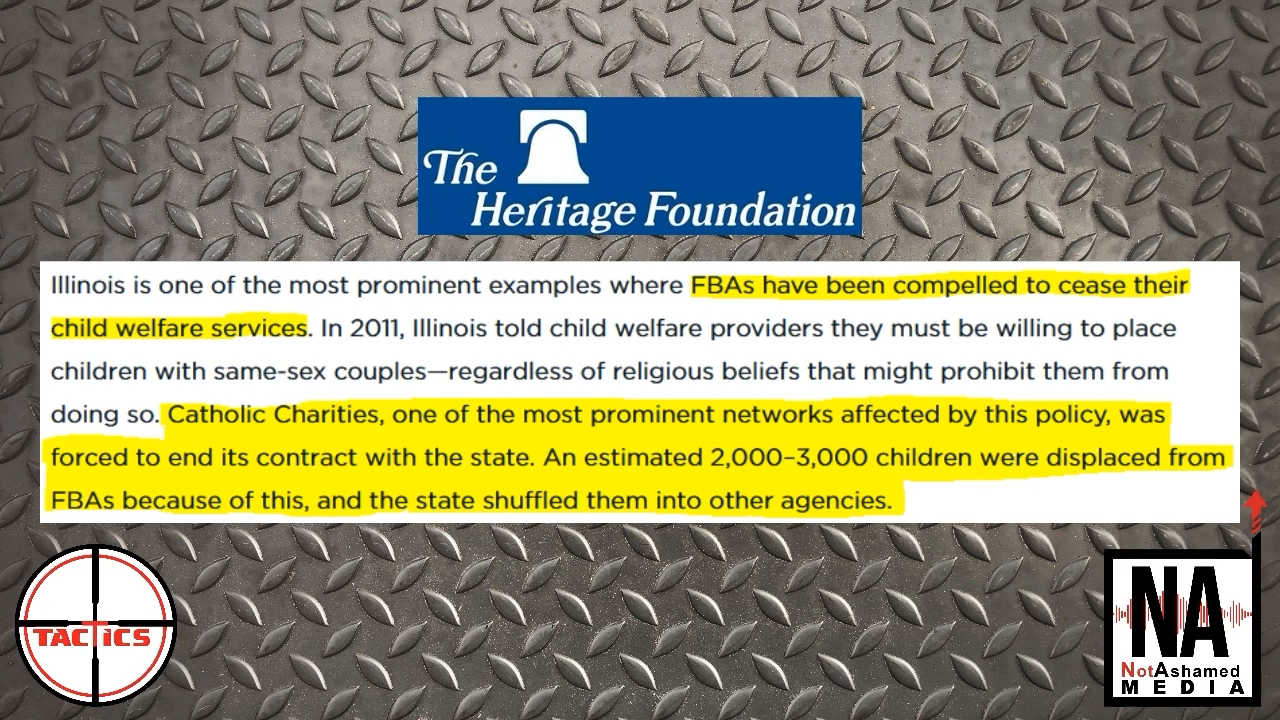 The
Heritage Foundation
Illinois is one of the most prominent examples where FBAs have been compelled to cease their
child welfare services. In 2011, Illinois told child welfare providers they must be willing to place
children with same-sex couples—regardless of religious beliefs that might prohibit them from
doing so. Catholic Charities, one of the most prominent networks affected by this policy, was
forced to end its contract with the state. An estimated 2,000–3,000 children were displaced from
FBAs because of this, and the state shuffled them into other agencies.
TACTICS
NA
NotAshamed
MEDIA